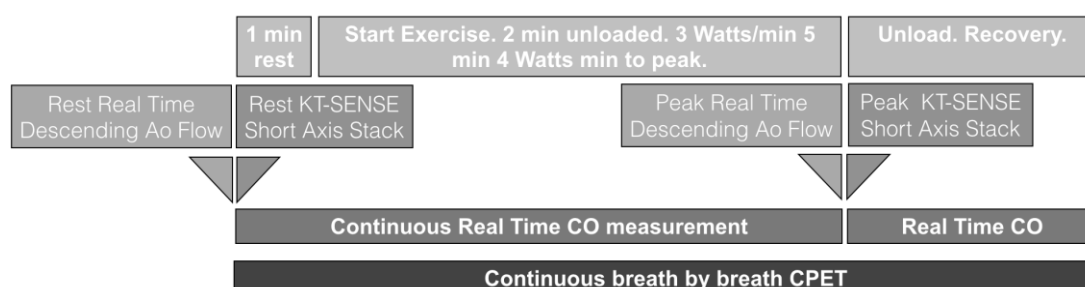 1 min
rest
Start Exercise. 2 min unloaded. 3 Watts/min 5
min 4 Watts min to peak.
Unload. Recovery.
Rest Real Time
Descending Ao Flow
Rest KT-SENSE
Short Axis Stack
Peak Real Time
Descending Ao Flow
Peak KT-SENSE
Short Axis Stack
Continuous Real Time CO measurement
Real Time CO
Continuous breath by breath CPET